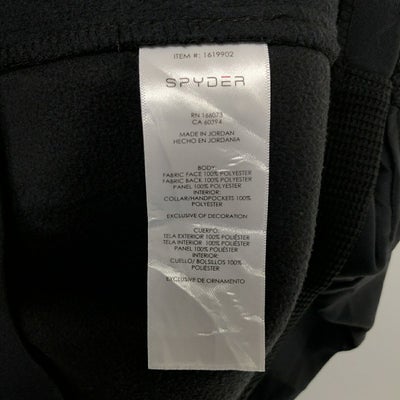 ITEM #: 1619902
SPYDER
RN 166073
CA 60394
MADE IN JORDAN
HECHO EN JORDANIA
BODY:
FABRIC FACE 100% POLYESTER
FABRIC BACK 100% POLYESTER
PANEL 100% POLYESTER
INTERIOR:
COLLAR/HANDPOCKETS 100%
POLYESTER
EXCLUSIVE OF DECORATION
CUERPO:
TELA EXTERIOR 100% POLIÉSTER
TELA INTERIOR 100% POLIÉSTER
PANEL 100% POLIÉSTER
INTERIOR:
CUELLO/ BOLSILLOS 100%
POLIÉSTER
EXCLUSIVE DE ORNAMENTO